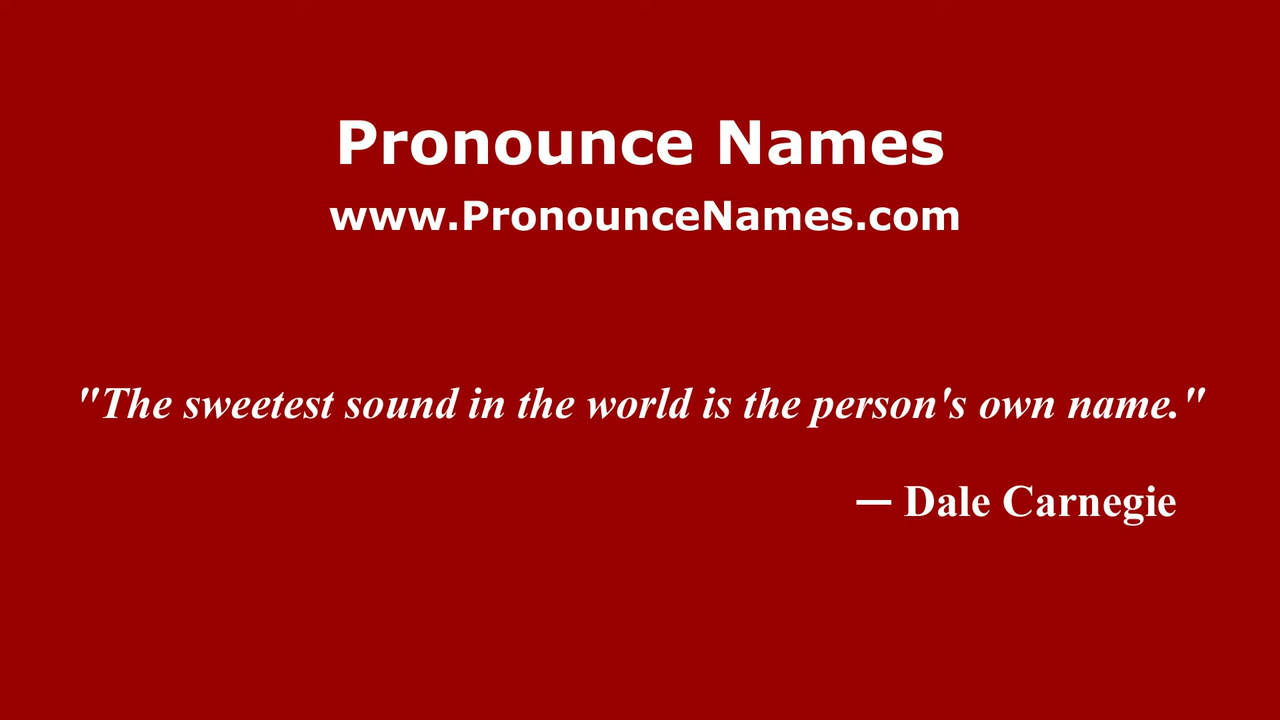 Pronounce Names
www.PronounceNames.com
"The sweetest sound in the world is the person's own name."
— Dale Carnegie